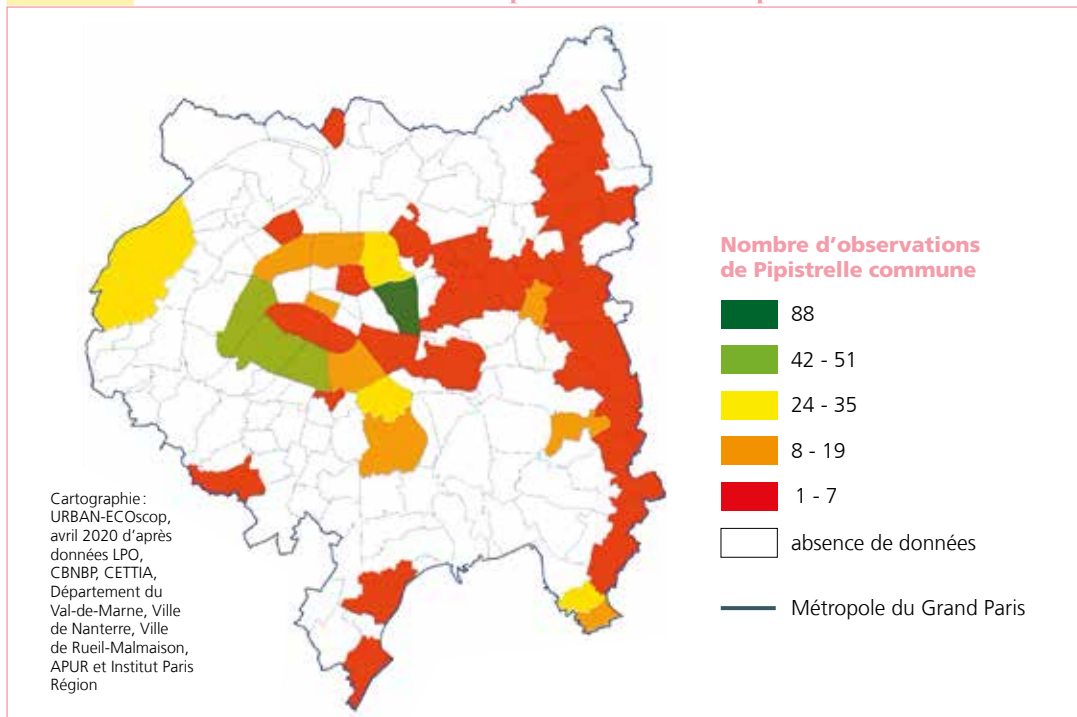 Nombre d'observations
de Pipistrelle commune
88
42 - 51
24 - 35
8 - 19
1 - 7
absence de données
Métropole du Grand Paris
Cartographie :
URBAN-ECOscop,
avril 2020 d'après
données LPO,
CBNBP, CETTIA,
Département du
Val-de-Marne, Ville
de Nanterre, Ville
de Rueil-Malmaison,
APUR et Institut Paris
Région